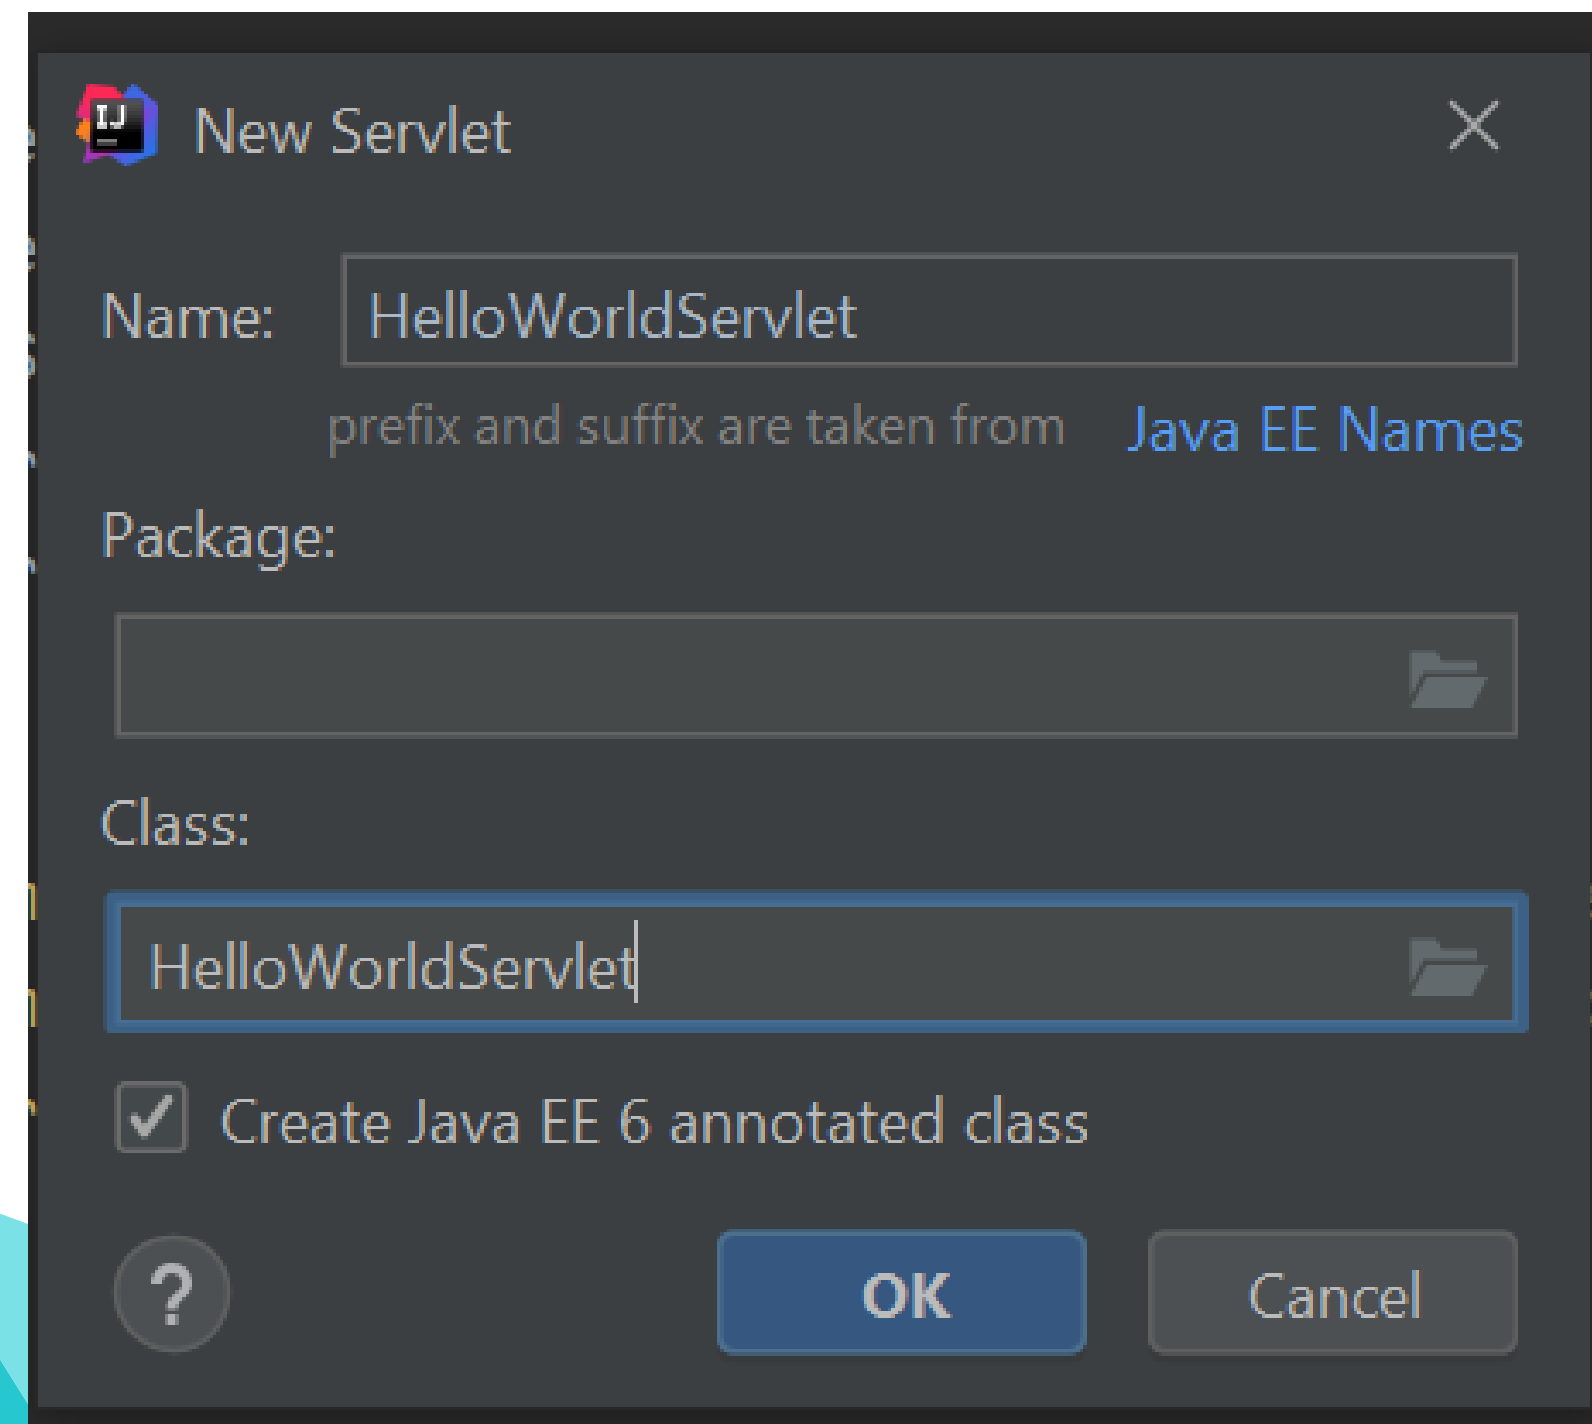 IJ
New Servlet
Name: HelloWorldServlet
prefix and suffix are taken from Java EE Names
Package:
Class:
HelloWorldServlet
Create Java EE 6 annotated class
? OK Cancel